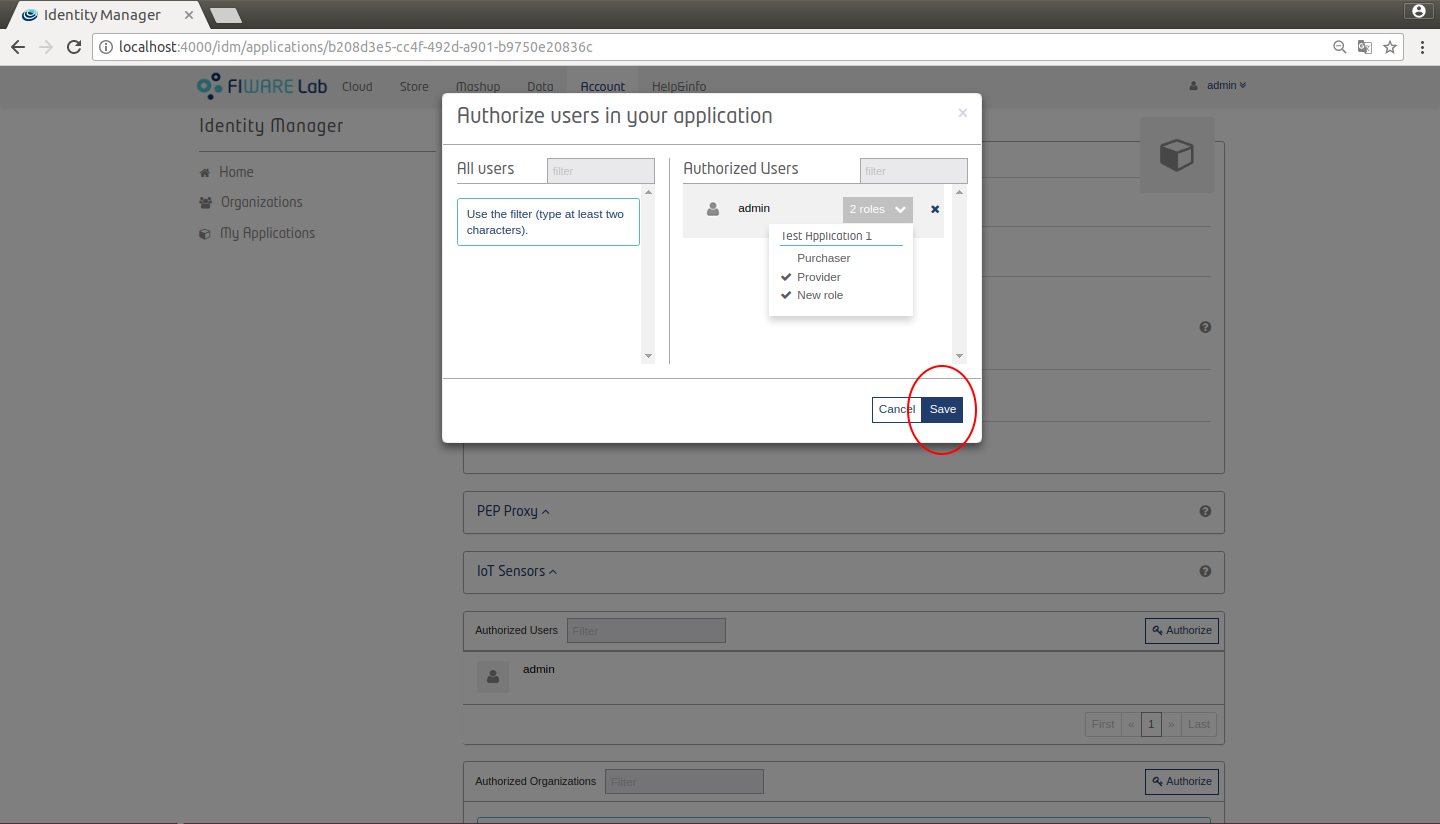 Identity Manager
localhost:4000/idm/applications/b208d3e5-cc4f-492d-a901-b9750e20836c
FIWARE Lab Cloud Store Mashup Data Account Help&info admin
Identity Manager
Home
Organizations
My Applications
Authorize users in your application
All users filter
Use the filter (type at least two
characters).
Authorized Users filter
admin 2 roles
Test Application 1
Purchaser
Provider
New role
Cancel Save
PEP Proxy
IoT Sensors
Authorized Users Filter Authorize
admin
First « 1 » Last
Authorized Organizations Filter Authorize